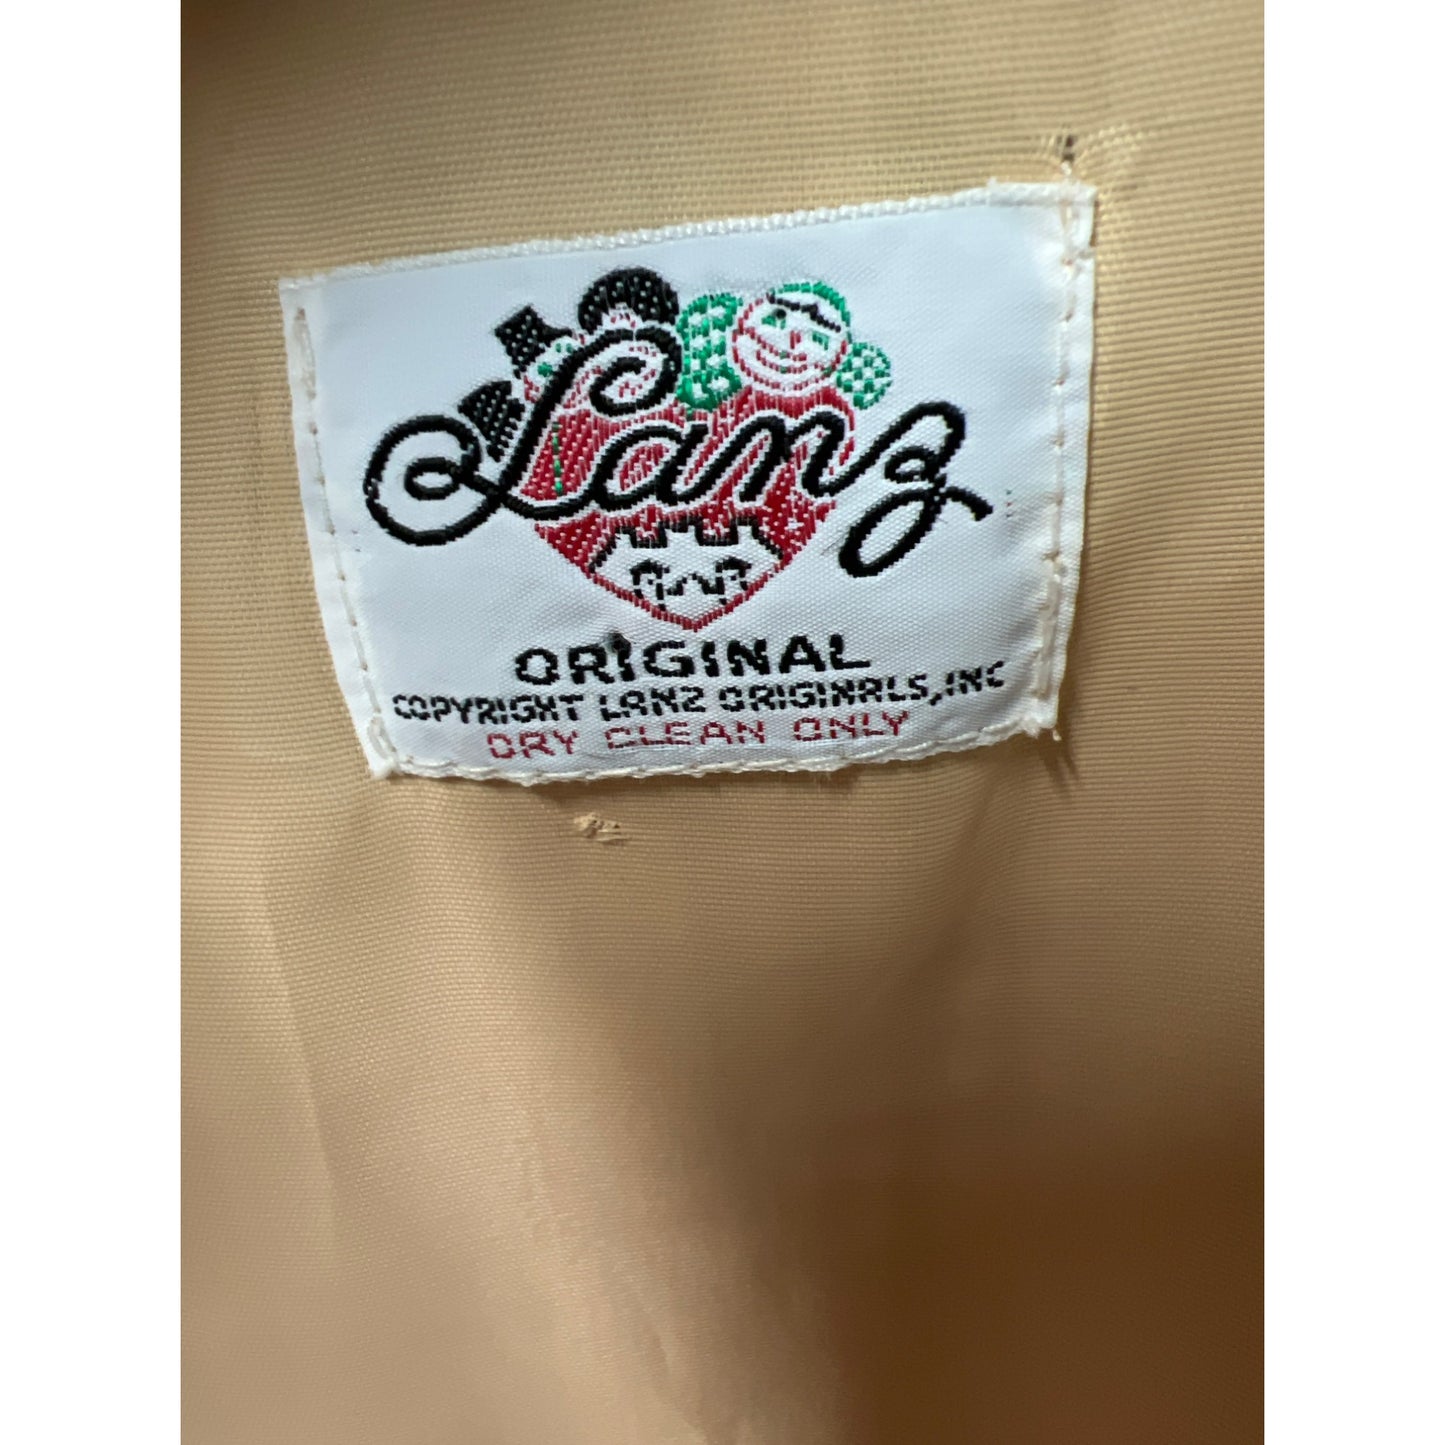 Lanz
ORIGINAL
COPYRIGHT LANZ ORIGINALS, INC
DRY CLEAN ONLY